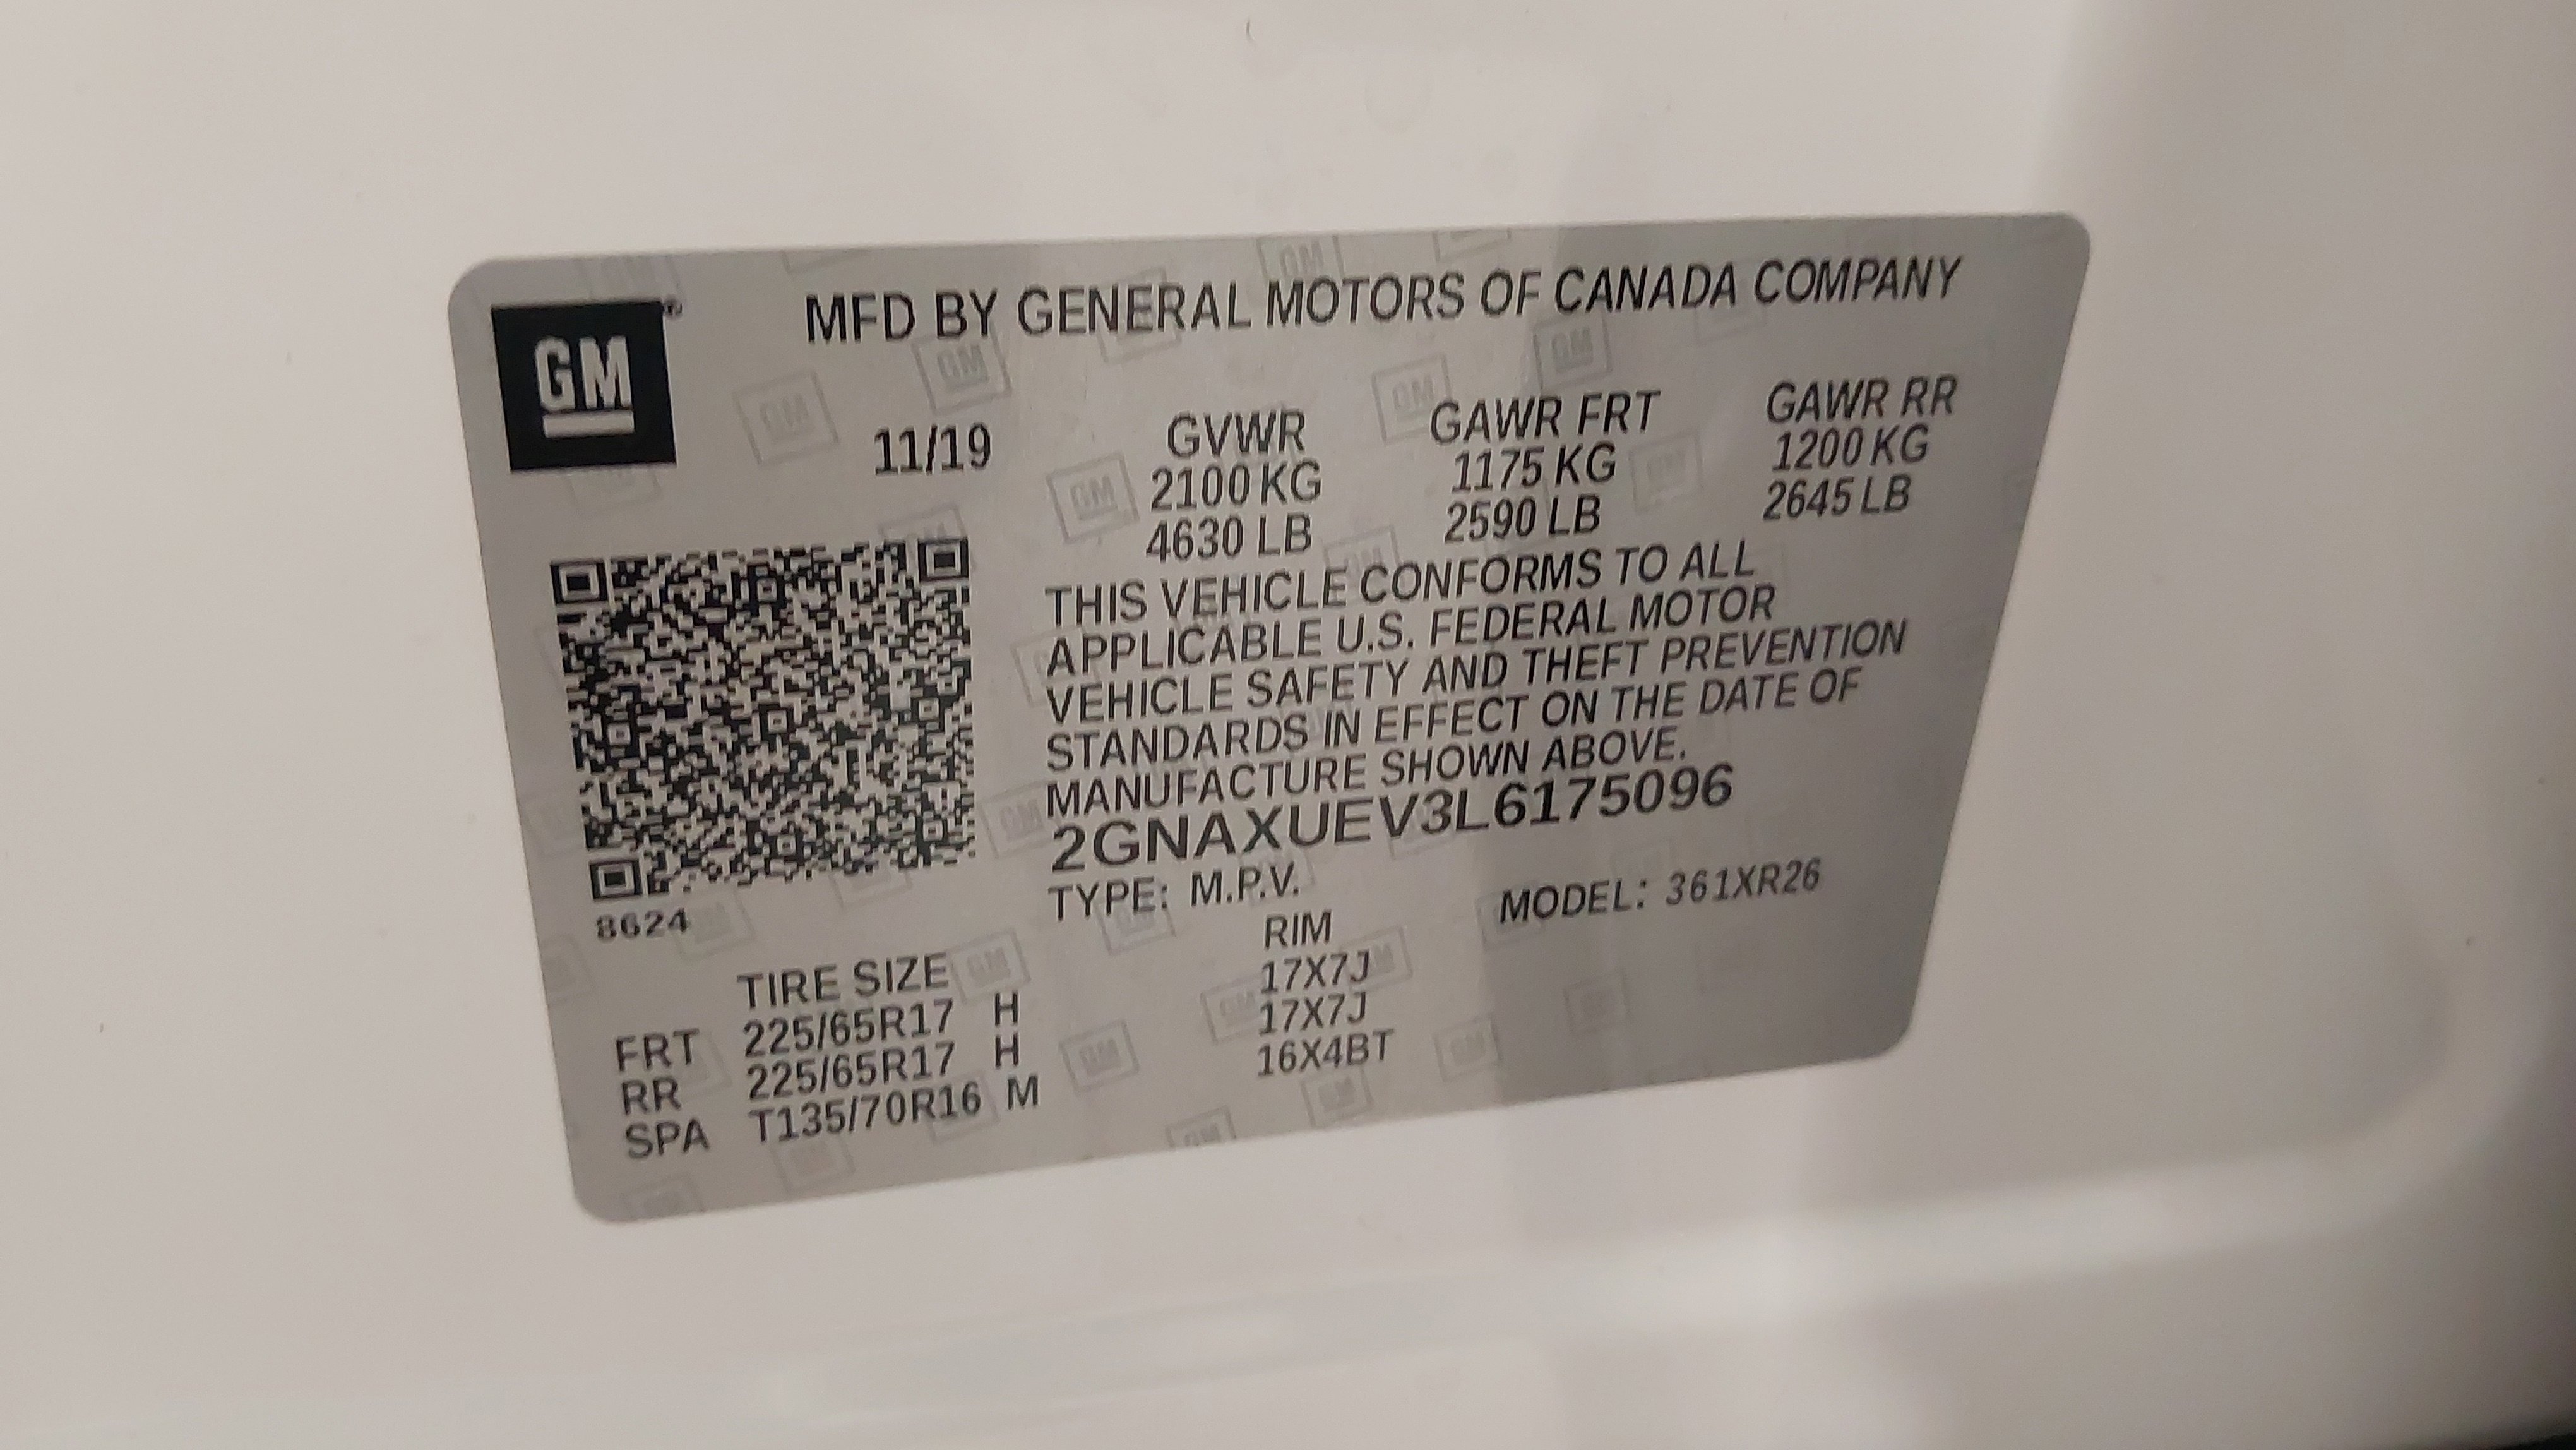 GM
MFD BY GENERAL MOTORS OF CANADA COMPANY
11/19
GVWR
2100 KG
4630 LB
GAWR FRT
1175 KG
2590 LB
GAWR RR
1200 KG
2645 LB
THIS VEHICLE CONFORMS TO ALL
APPLICABLE U.S. FEDERAL MOTOR
VEHICLE SAFETY AND THEFT PREVENTION
STANDARDS IN EFFECT ON THE DATE OF
MANUFACTURE SHOWN ABOVE.
2GNAXUEV3L6175096
TYPE: M.P.V.
MODEL: 361XR26
8624
TIRE SIZE RIM
FRT 225/65R17 H 17X7J
RR 225/65R17 H 17X7J
SPA T135/70R16 M 16X4BT